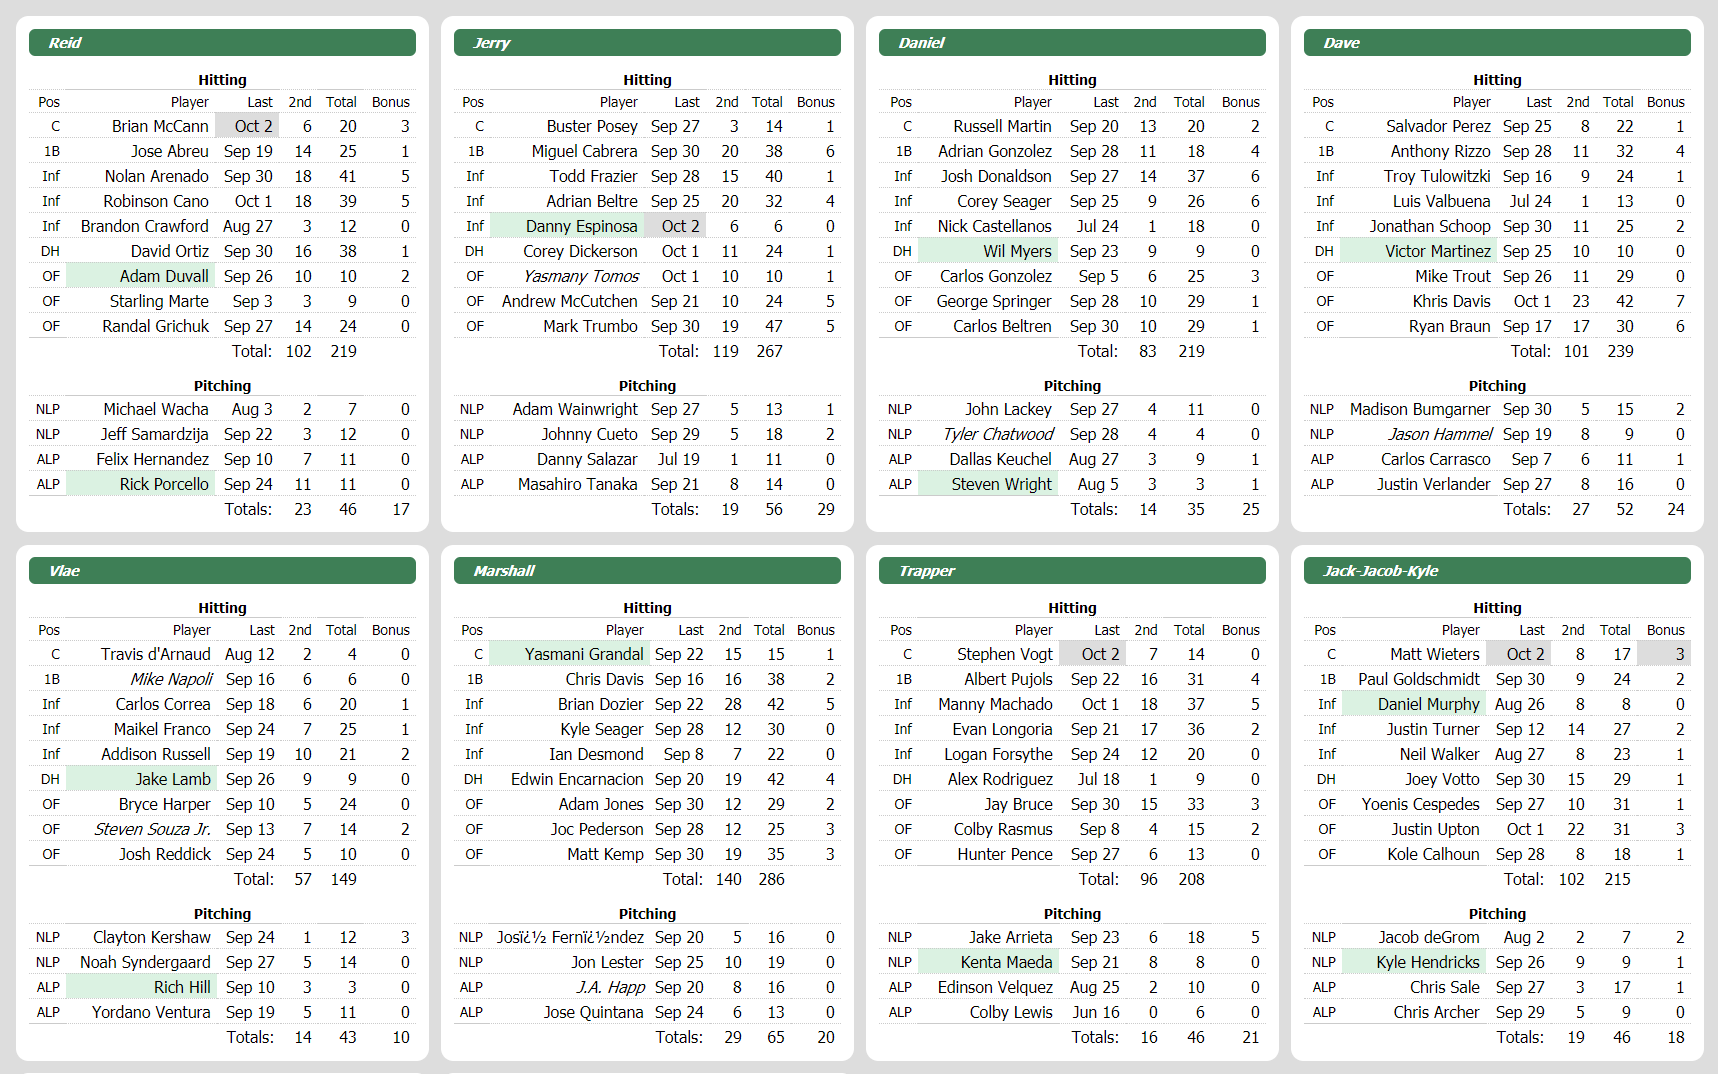 Reid
Hitting
Pos Player Last 2nd Total Bonus
C Brian McCann Oct 2 6 20 3
1B Jose Abreu Sep 19 14 25 1
Inf Nolan Arenado Sep 30 18 41 5
Inf Robinson Cano Oct 1 18 39 5
Inf Brandon Crawford Aug 27 3 12 0
DH David Ortiz Sep 30 16 38 1
OF Adam Duvall Sep 26 10 10 2
OF Starling Marte Sep 3 3 9 0
OF Randal Grichuk Sep 27 14 24 0
Total: 102 219
Pitching
NLP Michael Wacha Aug 3 2 7 0
NLP Jeff Samardzija Sep 22 3 12 0
ALP Felix Hernandez Sep 10 7 11 0
ALP Rick Porcello Sep 24 11 11 0
Totals: 23 46 17
Jerry
Hitting
Pos Player Last 2nd Total Bonus
C Buster Posey Sep 27 3 14 1
1B Miguel Cabrera Sep 30 20 38 6
Inf Todd Frazier Sep 28 15 40 1
Inf Adrian Beltre Sep 25 20 32 4
Inf Danny Espinosa Oct 2 6 6 0
DH Corey Dickerson Oct 1 11 24 1
OF Yasmany Tomos Oct 1 10 10 1
OF Andrew McCutchen Sep 21 10 24 5
OF Mark Trumbo Sep 30 19 47 5
Total: 119 267
Pitching
NLP Adam Wainwright Sep 27 5 13 1
NLP Johnny Cueto Sep 29 5 18 2
ALP Danny Salazar Jul 19 1 11 0
ALP Masahiro Tanaka Sep 21 8 14 0
Totals: 19 56 29
Daniel
Hitting
Pos Player Last 2nd Total Bonus
C Russell Martin Sep 20 13 20 2
1B Adrian Gonzolez Sep 28 11 18 4
Inf Josh Donaldson Sep 27 14 37 6
Inf Corey Seager Sep 25 9 26 6
Inf Nick Castellanos Jul 24 1 18 0
DH Wil Myers Sep 23 9 9 0
OF Carlos Gonzolez Sep 5 6 25 3
OF George Springer Sep 28 10 29 1
OF Carlos Beltren Sep 30 10 29 1
Total: 83 219
Pitching
NLP John Lackey Sep 27 4 11 0
NLP Tyler Chatwood Sep 28 4 4 0
ALP Dallas Keuchel Aug 27 3 9 1
ALP Steven Wright Aug 5 3 3 1
Totals: 14 35 25
Dave
Hitting
Pos Player Last 2nd Total Bonus
C Salvador Perez Sep 25 8 22 1
1B Anthony Rizzo Sep 28 11 32 4
Inf Troy Tulowitzki Sep 16 9 24 1
Inf Luis Valbuena Jul 24 1 13 0
Inf Jonathan Schoop Sep 30 11 25 2
DH Victor Martinez Sep 25 10 10 0
OF Mike Trout Sep 26 11 29 0
OF Khris Davis Oct 1 23 42 7
OF Ryan Braun Sep 17 17 30 6
Total: 101 239
Pitching
NLP Madison Bumgarner Sep 30 5 15 2
NLP Jason Hammel Sep 19 8 9 0
ALP Carlos Carrasco Sep 7 6 11 1
ALP Justin Verlander Sep 27 8 16 0
Totals: 27 52 24
Vlae
Hitting
Pos Player Last 2nd Total Bonus
C Travis d'Arnaud Aug 12 2 4 0
1B Mike Napoli Sep 16 6 6 0
Inf Carlos Correa Sep 18 6 20 1
Inf Maikel Franco Sep 24 7 25 1
Inf Addison Russell Sep 19 10 21 2
DH Jake Lamb Sep 26 9 9 0
OF Bryce Harper Sep 10 5 24 0
OF Steven Souza Jr. Sep 13 7 14 2
OF Josh Reddick Sep 24 5 10 0
Total: 57 149
Pitching
NLP Clayton Kershaw Sep 24 1 12 3
NLP Noah Syndergaard Sep 27 5 14 0
ALP Rich Hill Sep 10 3 3 0
ALP Yordano Ventura Sep 19 5 11 0
Totals: 14 43 10
Marshall
Hitting
Pos Player Last 2nd Total Bonus
C Yasmani Grandal Sep 22 15 15 1
1B Chris Davis Sep 16 16 38 2
Inf Brian Dozier Sep 22 28 42 5
Inf Kyle Seager Sep 28 12 30 0
Inf Ian Desmond Sep 8 7 22 0
DH Edwin Encarnacion Sep 20 19 42 4
OF Adam Jones Sep 30 12 29 2
OF Joc Pederson Sep 28 12 25 3
OF Matt Kemp Sep 30 19 35 3
Total: 140 286
Pitching
NLP Josï¿½ Fernï¿½ndez Sep 20 5 16 0
NLP Jon Lester Sep 25 10 19 0
ALP J.A. Happ Sep 20 8 16 0
ALP Jose Quintana Sep 24 6 13 0
Totals: 29 65 20
Trapper
Hitting
Pos Player Last 2nd Total Bonus
C Stephen Vogt Oct 2 7 14 0
1B Albert Pujols Sep 22 16 31 4
Inf Manny Machado Oct 1 18 37 5
Inf Evan Longoria Sep 21 17 36 2
Inf Logan Forsythe Sep 24 12 20 0
DH Alex Rodriguez Jul 18 1 9 0
OF Jay Bruce Sep 30 15 33 3
OF Colby Rasmus Sep 8 4 15 2
OF Hunter Pence Sep 27 6 13 0
Total: 96 208
Pitching
NLP Jake Arrieta Sep 23 6 18 5
NLP Kenta Maeda Sep 21 8 8 0
ALP Edinson Velquez Aug 25 2 10 0
ALP Colby Lewis Jun 16 0 6 0
Totals: 16 46 21
Jack-Jacob-Kyle
Hitting
Pos Player Last 2nd Total Bonus
C Matt Wieters Oct 2 8 17 3
1B Paul Goldschmidt Sep 30 9 24 2
Inf Daniel Murphy Aug 26 8 8 0
Inf Justin Turner Sep 12 14 27 2
Inf Neil Walker Aug 27 8 23 1
DH Joey Votto Sep 30 15 29 1
OF Yoenis Cespedes Sep 27 10 31 1
OF Justin Upton Oct 1 22 31 3
OF Kole Calhoun Sep 28 8 18 1
Total: 102 215
Pitching
NLP Jacob deGrom Aug 2 2 7 2
NLP Kyle Hendricks Sep 26 9 9 1
ALP Chris Sale Sep 27 3 17 1
ALP Chris Archer Sep 29 5 9 0
Totals: 19 46 18